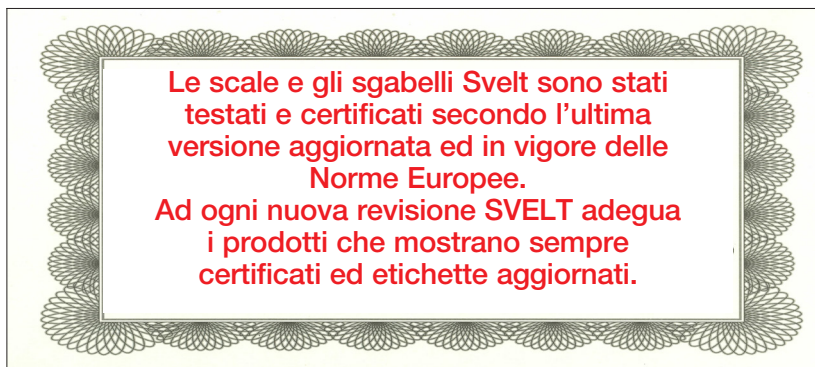 Le scale e gli sgabelli Svelt sono stati
testati e certificati secondo l’ultima
versione aggiornata ed in vigore delle
Norme Europee.
Ad ogni nuova revisione SVELT adegua
i prodotti che mostrano sempre
certificati ed etichette aggiornati.